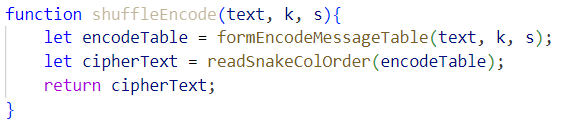 function shuffleEncode(text, k, s){
    let encodeTable = formEncodeMessageTable(text, k, s);
    let cipherText = readSnakeColOrder(encodeTable);
    return cipherText;
}